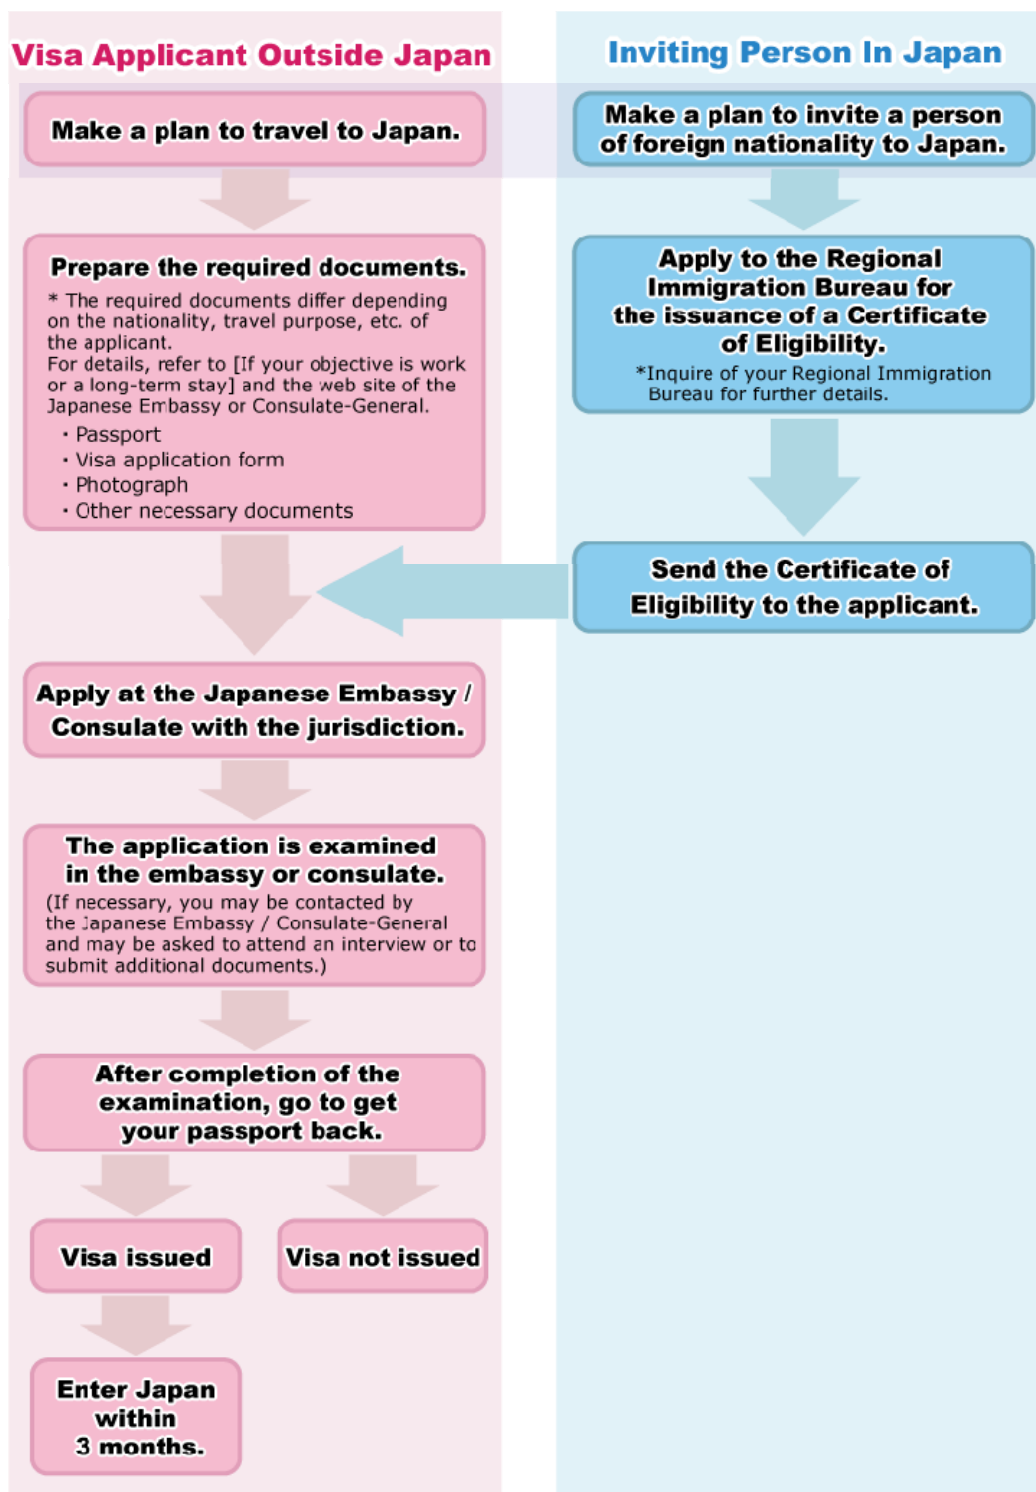 Visa Applicant Outside Japan
Make a plan to travel to Japan.
Prepare the required documents.
* The required documents differ depending
on the nationality, travel purpose, etc. of
the applicant.
For details, refer to [If your objective is work
or a long-term stay] and the web site of the
Japanese Embassy or Consulate-General.
・Passport
・Visa application form
・Photograph
・Other necessary documents
Apply at the Japanese Embassy /
Consulate with the jurisdiction.
The application is examined
in the embassy or consulate.
(If necessary, you may be contacted by
the Japanese Embassy / Consulate-General
and may be asked to attend an interview or to
submit additional documents.)
After completion of the
examination, go to get
your passport back.
Visa issued
Visa not issued
Enter Japan
within
3 months.
Inviting Person In Japan
Make a plan to invite a person
of foreign nationality to Japan.
Apply to the Regional
Immigration Bureau for
the issuance of a Certificate
of Eligibility.
*Inquire of your Regional Immigration
Bureau for further details.
Send the Certificate of
Eligibility to the applicant.